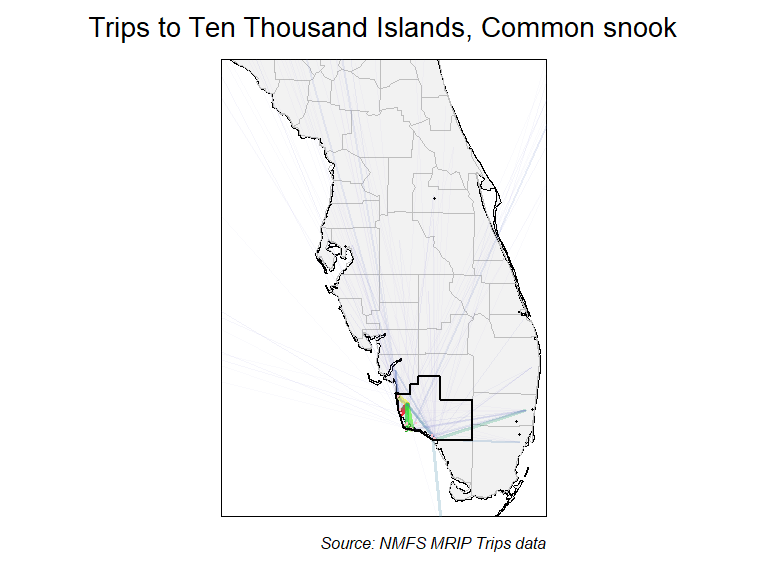 Trips to Ten Thousand Islands, Common snook
Source: NMFS MRIP Trips data